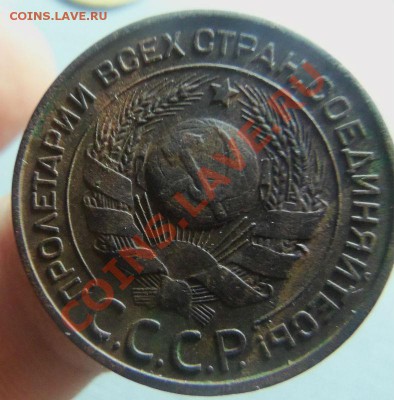 COINS.LAVE.RU
ПРОЛЕТАРИИ ВСЕХ СТРАН, СОЕДИНЯЙТЕСЬ!
С.С.С.Р.
COINS.LAVE.RU